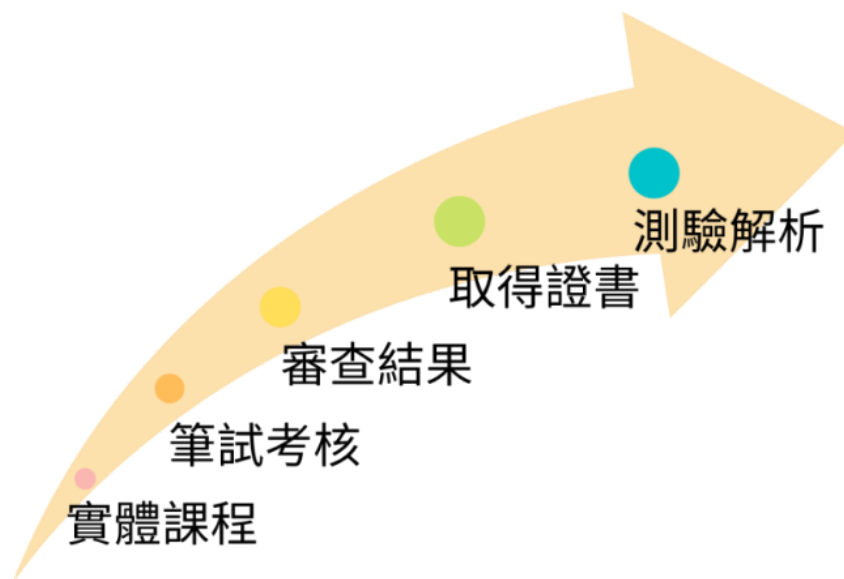 測驗解析
取得證書
審查結果
筆試考核
實體課程